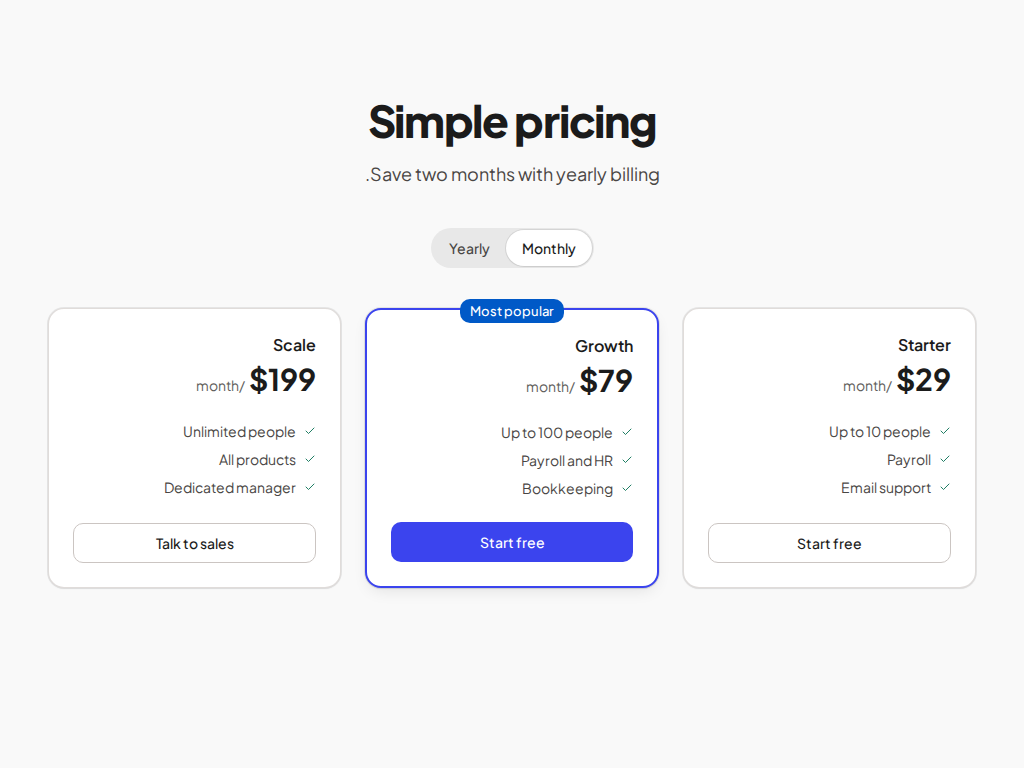 Simple pricing
.Save two months with yearly billing
Yearly
Monthly
Scale
month/ $199
Unlimited people
All products
Dedicated manager
Talk to sales
Most popular
Growth
month/ $79
Up to 100 people
Payroll and HR
Bookkeeping
Start free
Starter
month/ $29
Up to 10 people
Payroll
Email support
Start free